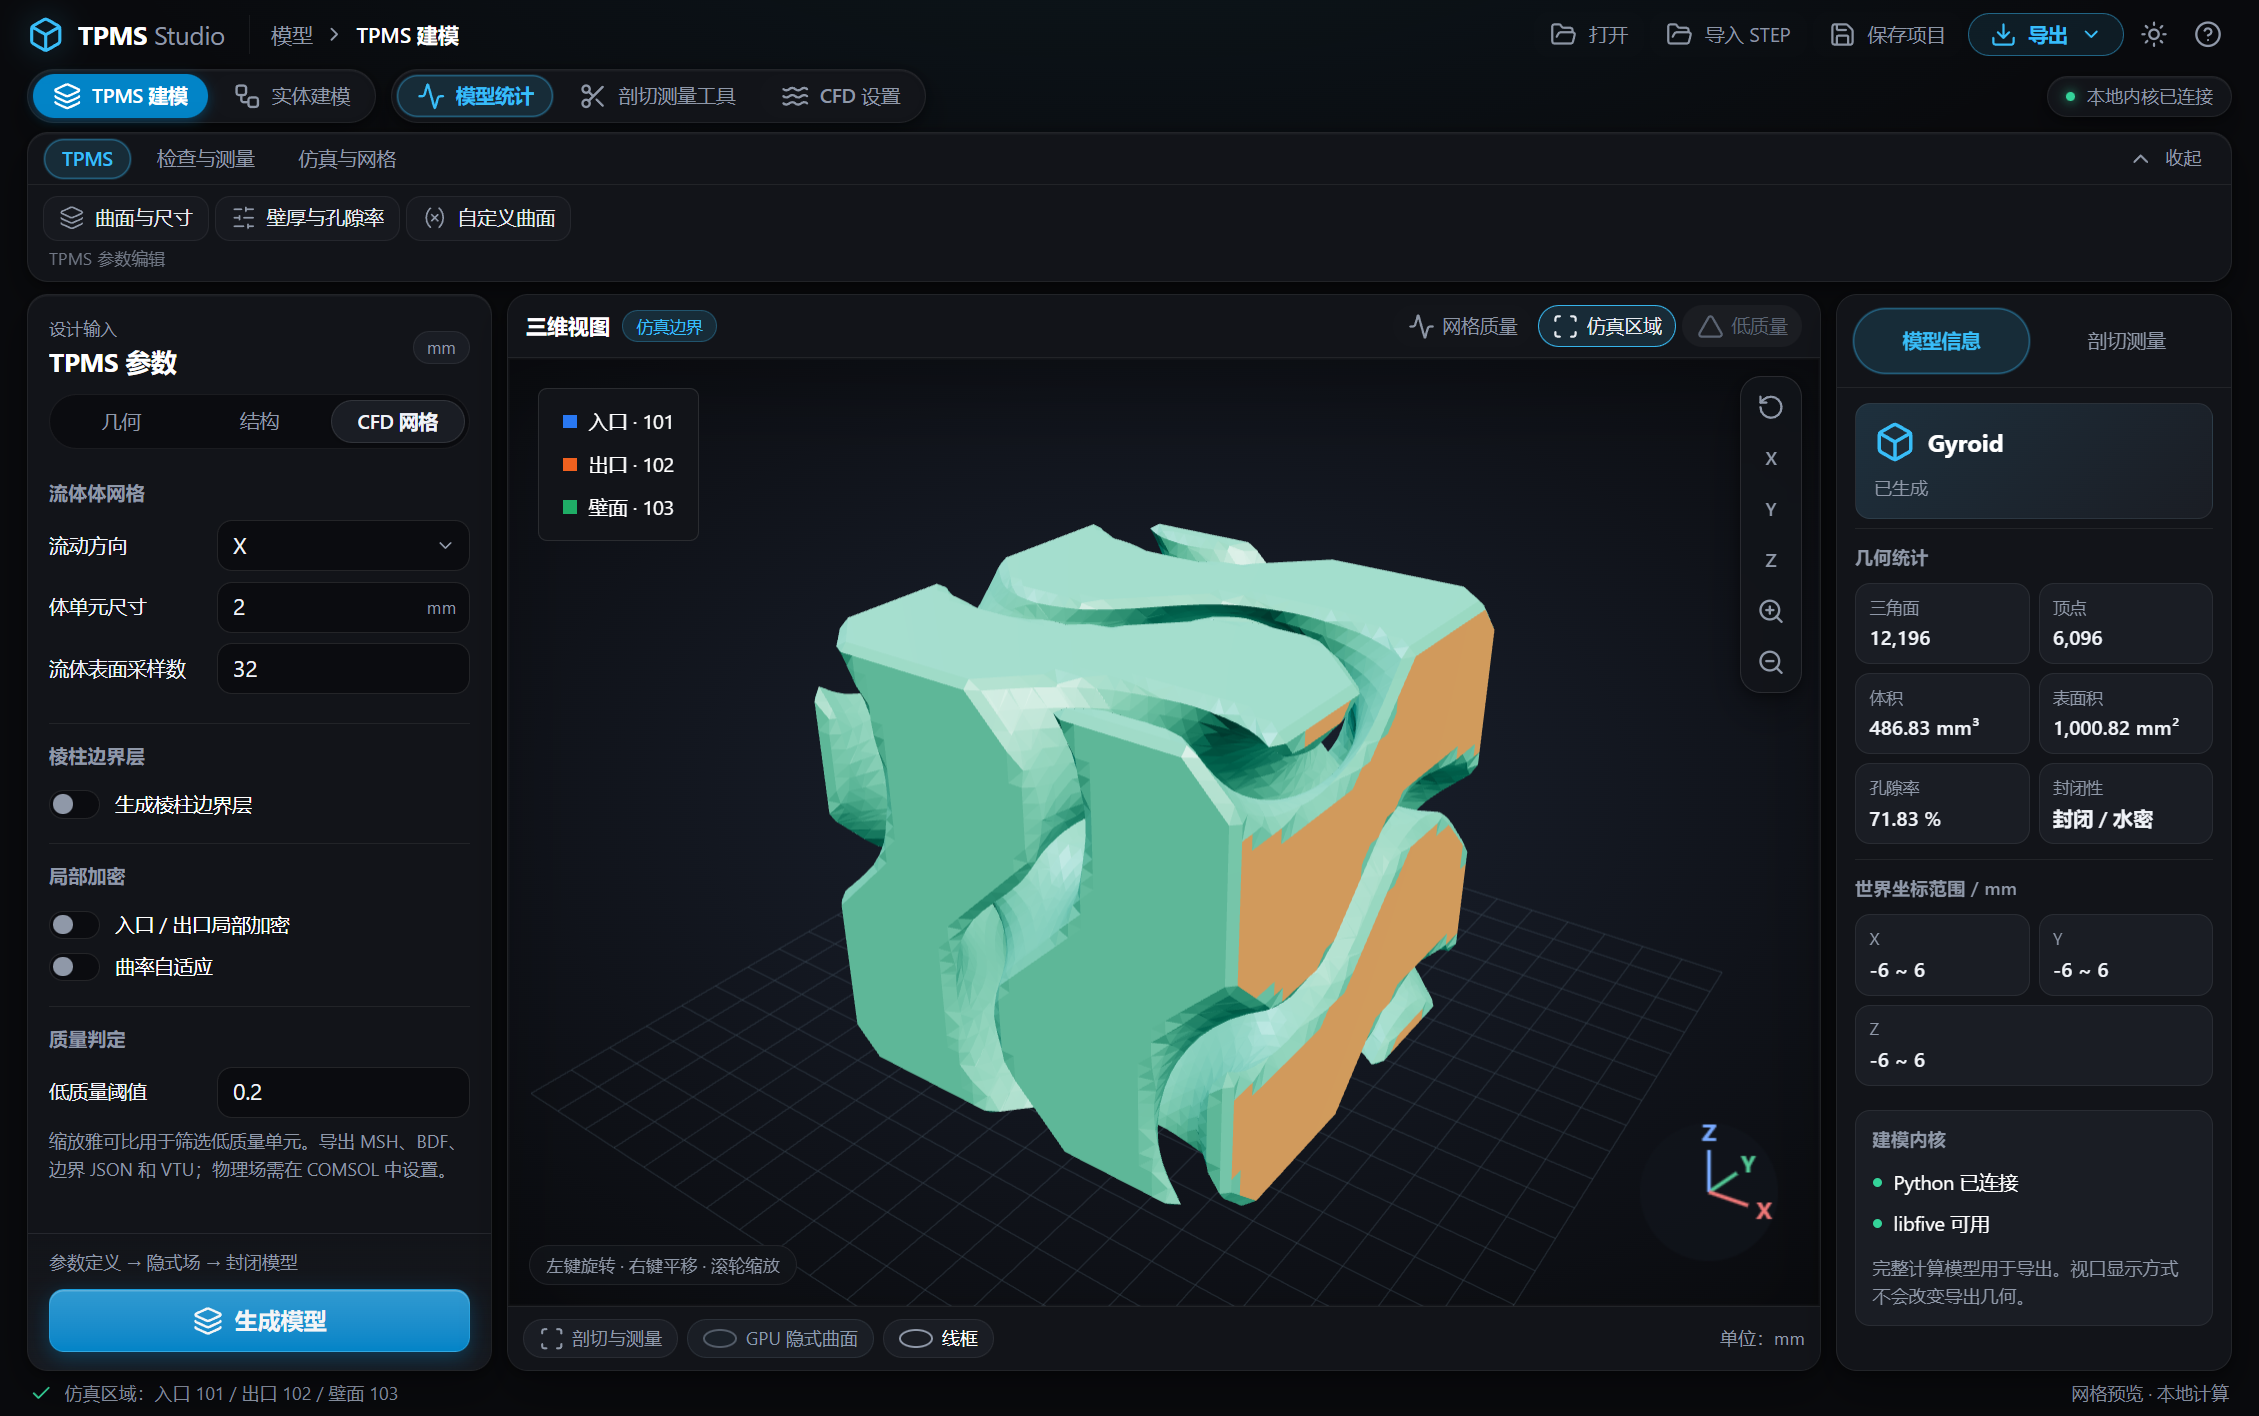 TPMS Studio 模型 > TPMS 建模 打开 导入 STEP 保存项目 导出
TPMS 建模 实体建模 模型统计 剖切测量工具 CFD 设置 本地内核已连接
TPMS 检查与测量 仿真与网格 收起
曲面与尺寸 壁厚与孔隙率 自定义曲面
TPMS 参数编辑
设计输入
TPMS 参数
mm
几何 结构 CFD 网格
流体体网格
流动方向 X
体单元尺寸 2 mm
流体表面采样数 32
棱柱边界层
生成棱柱边界层
局部加密
入口 / 出口局部加密
曲率自适应
质量判定
低质量阈值 0.2
缩放雅可比用于筛选低质量单元。导出 MSH、BDF、
边界 JSON 和 VTU；物理场需在 COMSOL 中设置。
参数定义 → 隐式场 → 封闭模型
生成模型
三维视图 仿真边界 网格质量 仿真区域 低质量
入口 · 101
出口 · 102
壁面 · 103
X
Y
Z
Z
Y
X
左键旋转 · 右键平移 · 滚轮缩放
剖切与测量 GPU 隐式曲面 线框 单位：mm
模型信息 剖切测量
Gyroid
已生成
几何统计
三角面 顶点
12,196 6,096
体积 表面积
486.83 mm³ 1,000.82 mm²
孔隙率 封闭性
71.83 % 封闭 / 水密
世界坐标范围 / mm
X Y
-6 ~ 6 -6 ~ 6
Z
-6 ~ 6
建模内核
Python 已连接
libfive 可用
完整计算模型用于导出。视口显示方式
不会改变导出几何。
仿真区域：入口 101 / 出口 102 / 壁面 103 网格预览 · 本地计算